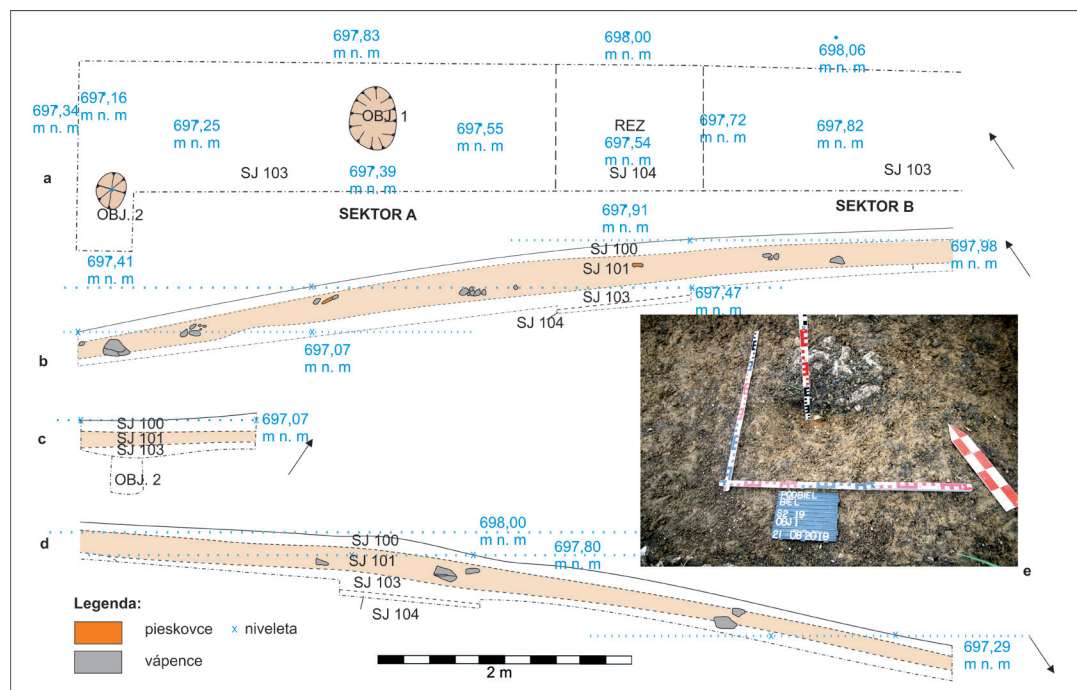 697,83
m n. m
698,00
m n. m
698,06
m n. m
697,34
m n. m
697,16
m n. m
697,25
m n. m
OBJ. 1
697,55
m n. m
REZ
697,54
m n. m
697,72
m n. m
697,82
m n. m
a
SJ 103
697,39
m n. m
SJ 104
SJ 103
OBJ. 2
SEKTOR A
697,91
m n. m
SEKTOR B
697,41
m n. m
SJ 100
697,98
m n. m
SJ 101
SJ 103
697,47
m n. m
SJ 104
b
697,07
m n. m
c
SJ 100
697,07
m n. m
SJ 101
SJ 103
OBJ. 2
d
698,00
m n. m
SJ 100
697,80
m n. m
SJ 101
SJ 103
SJ 104
697,29
m n. m
PODBIEL
BIEL
S2 19
OBJ 1
21 08 2019
e
Legenda:
pieskovce
x niveleta
vápence
2 m